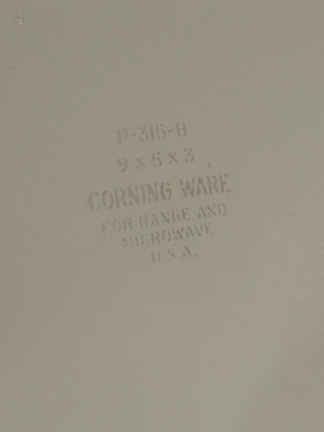 P-315-B
9 x 5 x 3
CORNING WARE
FOR RANGE AND
MICROWAVE
U.S.A.